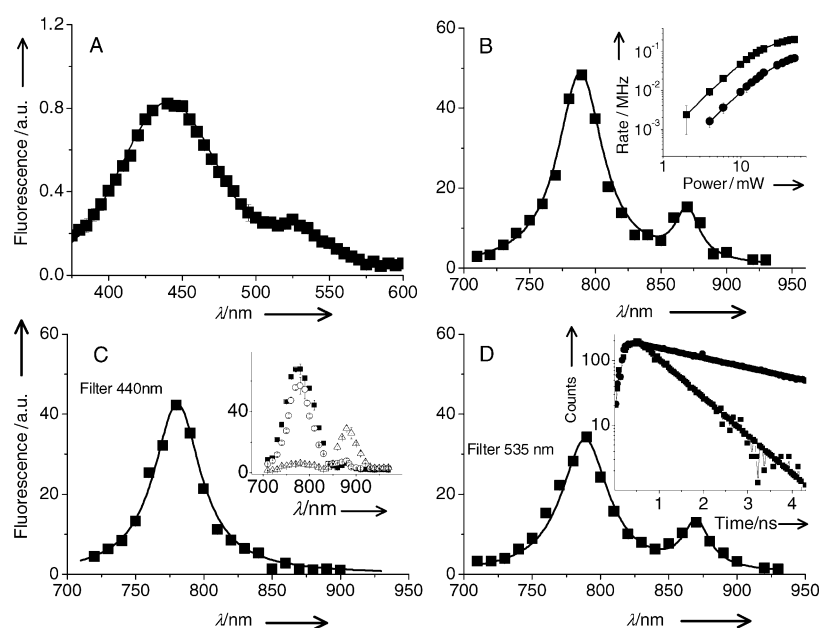 A
Fluorescence/a.u.
1.2
0.8
0.4
0.0
400 450 500 550 600
λ/nm
B
60
40
20
0
700 750 800 850 900 950
λ/nm
Rate / MHz
10⁻¹
10⁻²
10⁻³
1 10
Power / mW
C
Filter 440nm
Fluorescence /a.u.
60
40
20
0
700 750 800 850 900 950
λ/nm
40
0
700 800 900
λ/nm
D
Filter 535 nm
60
40
20
0
700 750 800 850 900 950
λ/nm
Counts
100
10
1 2 3 4
Time/ns